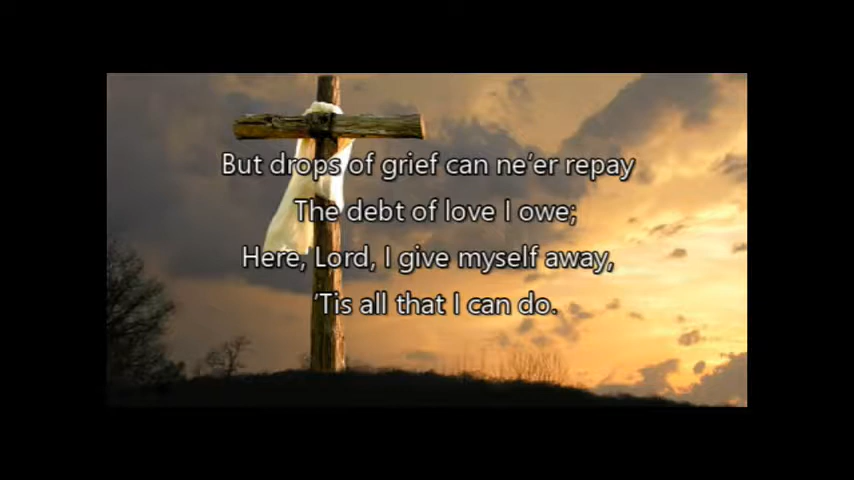 But drops of grief can ne’er repay
The debt of love I owe;
Here, Lord, I give myself away,
’Tis all that I can do.